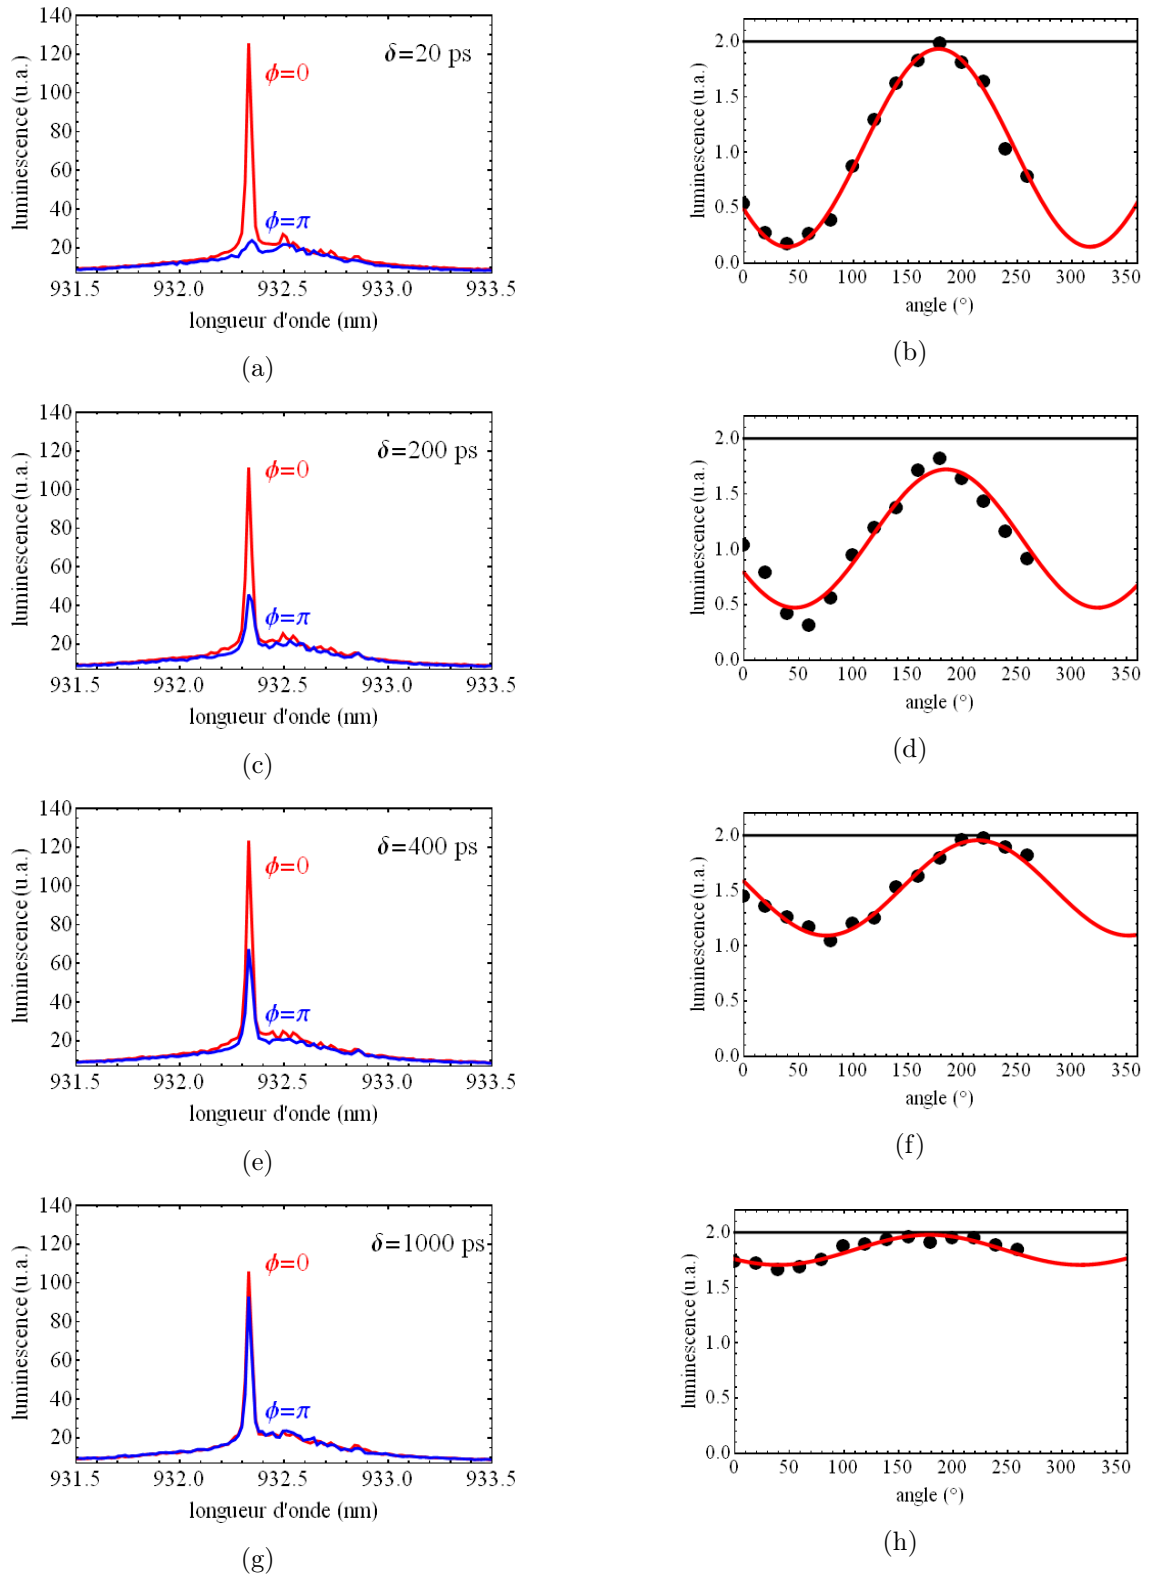 140
120
100
80
60
40
20
luminescence (u.a.)
δ=20 ps
ϕ=0
ϕ=π
931.5 932.0 932.5 933.0 933.5
longueur d'onde (nm)
(a)
2.0
1.5
1.0
0.5
0.0
luminescence (u.a.)
0 50 100 150 200 250 300 350
angle (°)
(b)
140
120
100
80
60
40
20
luminescence (u.a.)
δ=200 ps
ϕ=0
ϕ=π
931.5 932.0 932.5 933.0 933.5
longueur d'onde (nm)
(c)
2.0
1.5
1.0
0.5
0.0
luminescence (u.a.)
0 50 100 150 200 250 300 350
angle (°)
(d)
140
120
100
80
60
40
20
luminescence (u.a.)
δ=400 ps
ϕ=0
ϕ=π
931.5 932.0 932.5 933.0 933.5
longueur d'onde (nm)
(e)
2.0
1.5
1.0
0.5
0.0
luminescence (u.a.)
0 50 100 150 200 250 300 350
angle (°)
(f)
140
120
100
80
60
40
20
luminescence (u.a.)
δ=1000 ps
ϕ=0
ϕ=π
931.5 932.0 932.5 933.0 933.5
longueur d'onde (nm)
(g)
2.0
1.5
1.0
0.5
0.0
luminescence (u.a.)
0 50 100 150 200 250 300 350
angle (°)
(h)